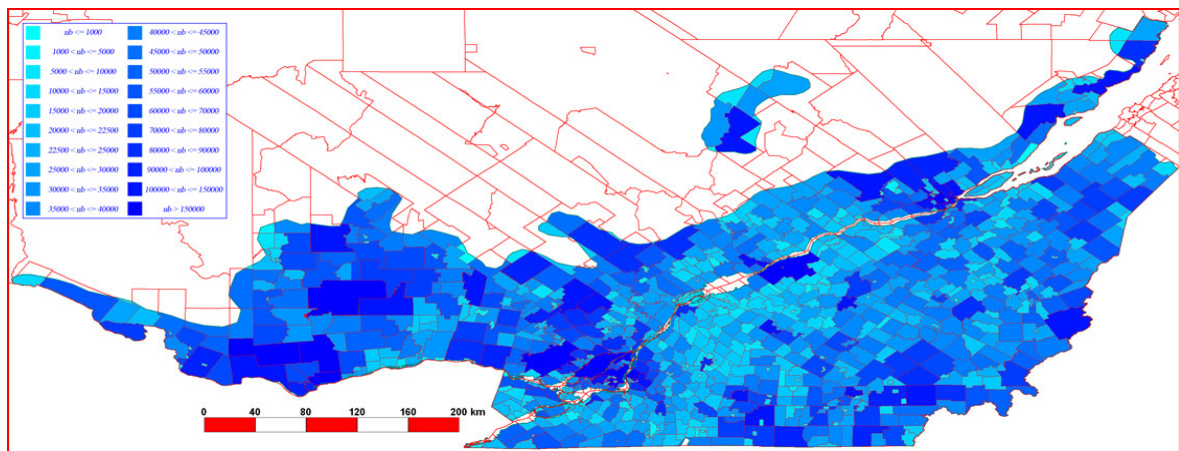 nb <= 1000
1000 < nb <= 5000
5000 < nb <= 10000
10000 < nb <= 15000
15000 < nb <= 20000
20000 < nb <= 22500
22500 < nb <= 25000
25000 < nb <= 30000
30000 < nb <= 35000
35000 < nb <= 40000
40000 < nb <= 45000
45000 < nb <= 50000
50000 < nb <= 55000
55000 < nb <= 60000
60000 < nb <= 70000
70000 < nb <= 80000
80000 < nb <= 90000
90000 < nb <= 100000
100000 < nb <= 150000
nb > 150000
0 40 80 120 160 200 km